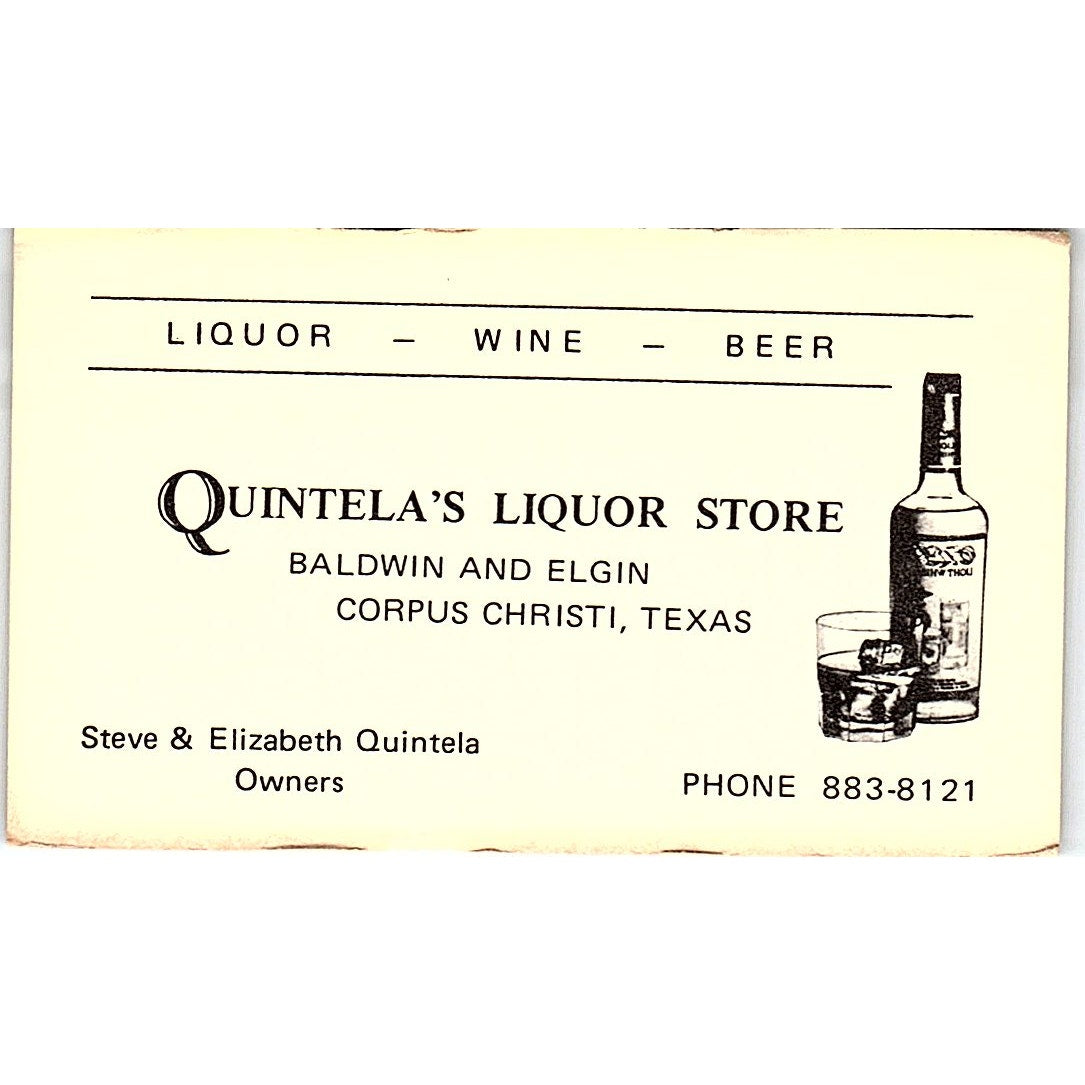 LIQUOR – WINE – BEER
QUINTELA'S LIQUOR STORE
BALDWIN AND ELGIN
CORPUS CHRISTI, TEXAS
Steve & Elizabeth Quintela
Owners
PHONE 883-8121